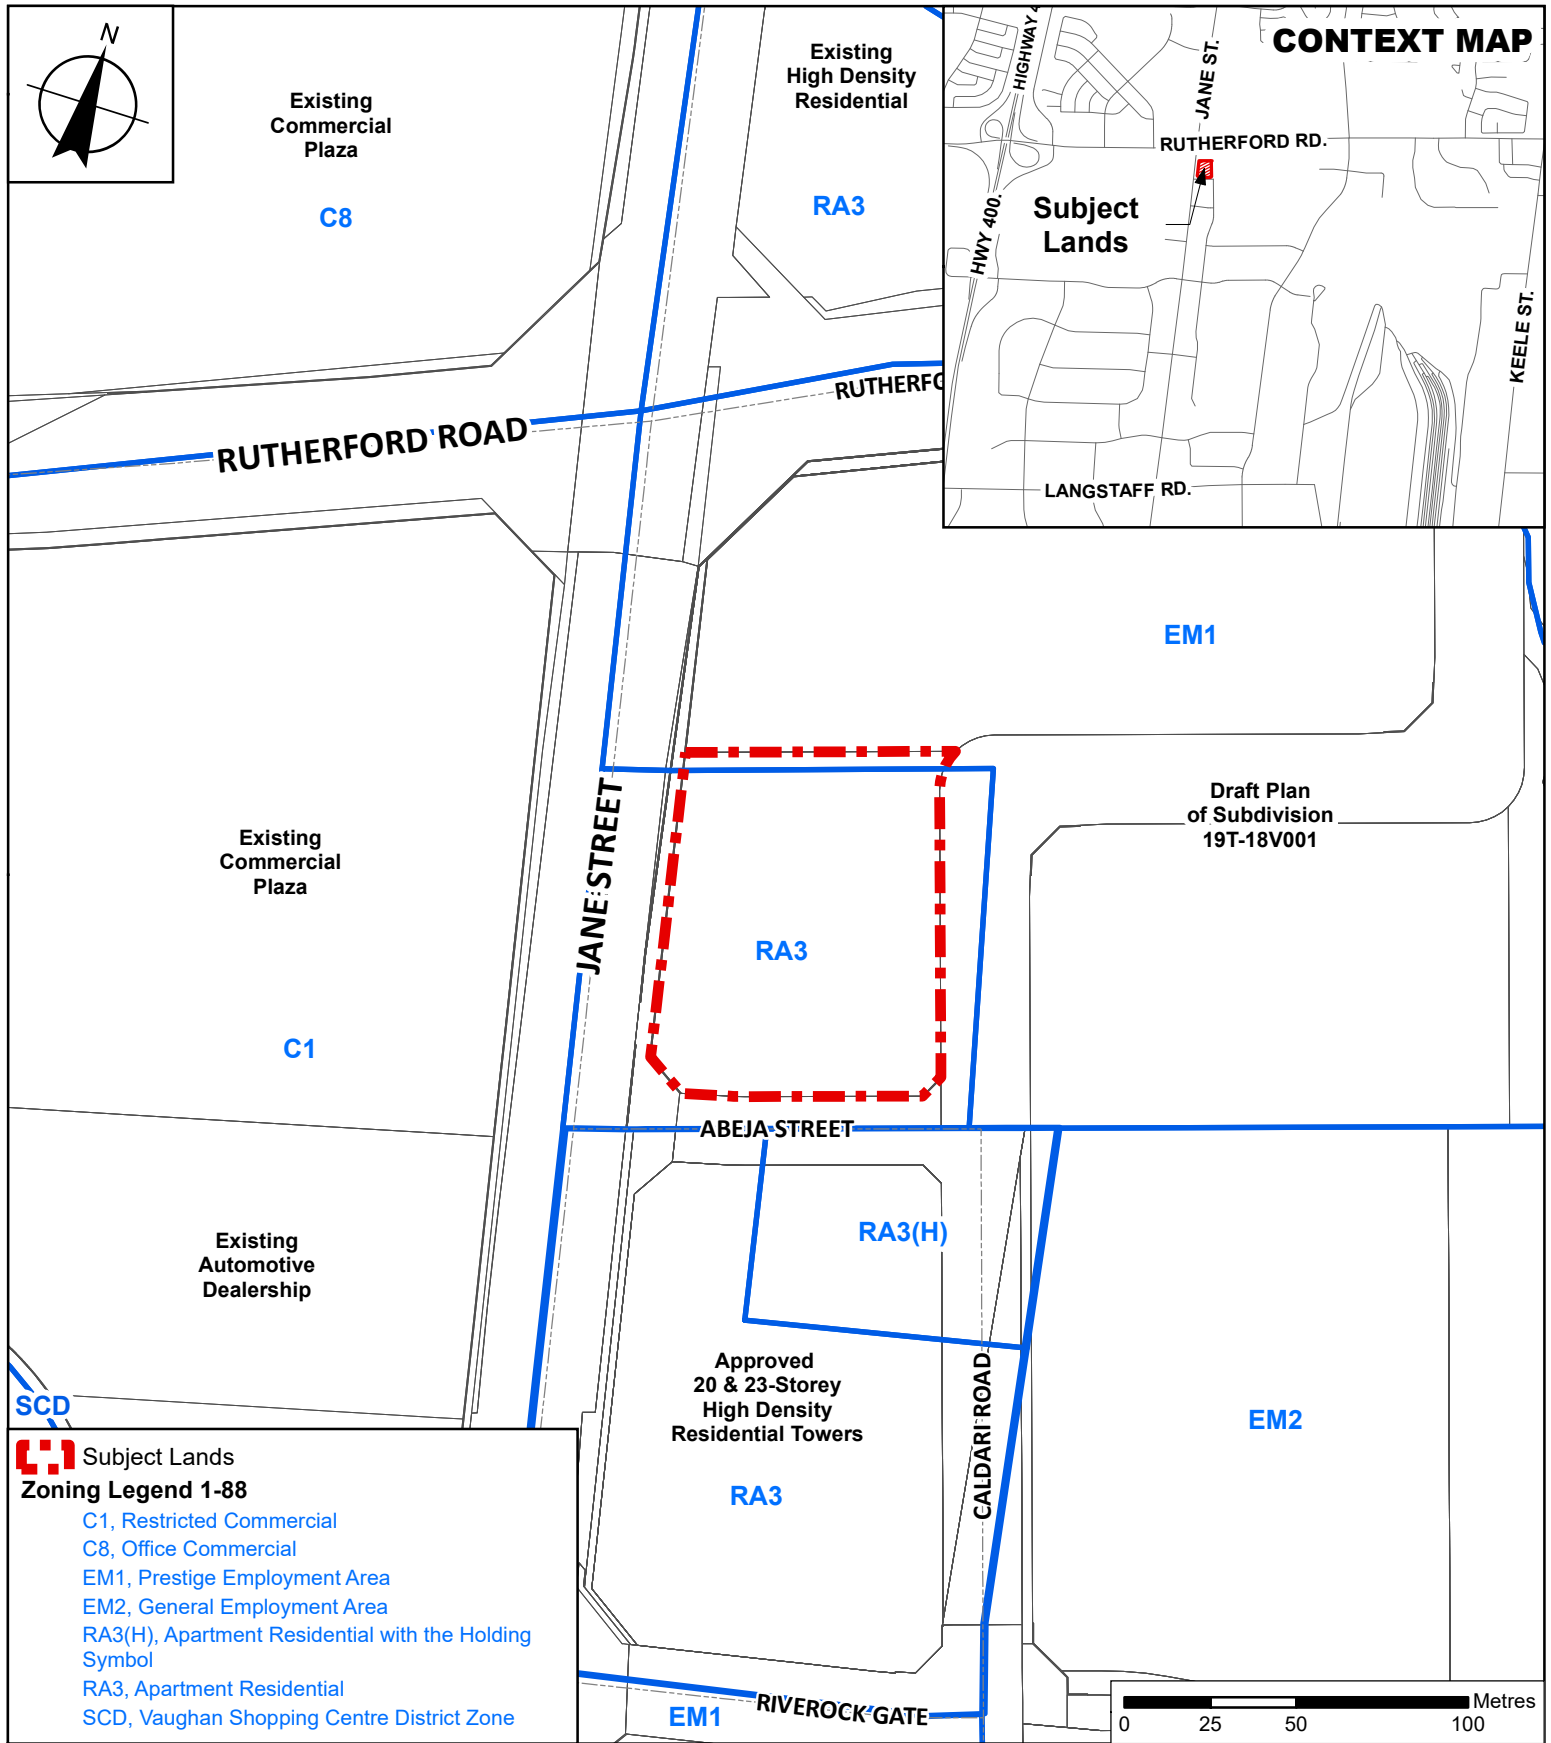 N
Existing
Commercial
Plaza
C8
Existing
High Density
Residential
RA3
CONTEXT MAP
HIGHWAY 4
JANE ST.
RUTHERFORD RD.
Subject
Lands
HWY 400.
KEELE ST.
LANGSTAFF RD.
RUTHERFORD ROAD
RUTHERFO
EM1
JANE STREET
Existing
Commercial
Plaza
C1
RA3
Draft Plan
of Subdivision
19T-18V001
ABEJA STREET
RA3(H)
Existing
Automotive
Dealership
SCD
Approved
20 & 23-Storey
High Density
Residential Towers
RA3
CALDARI ROAD
EM2
Subject Lands
Zoning Legend 1-88
C1, Restricted Commercial
C8, Office Commercial
EM1, Prestige Employment Area
EM2, General Employment Area
RA3(H), Apartment Residential with the Holding
Symbol
RA3, Apartment Residential
SCD, Vaughan Shopping Centre District Zone
EM1
RIVEROCK GATE
Metres
0 25 50 100